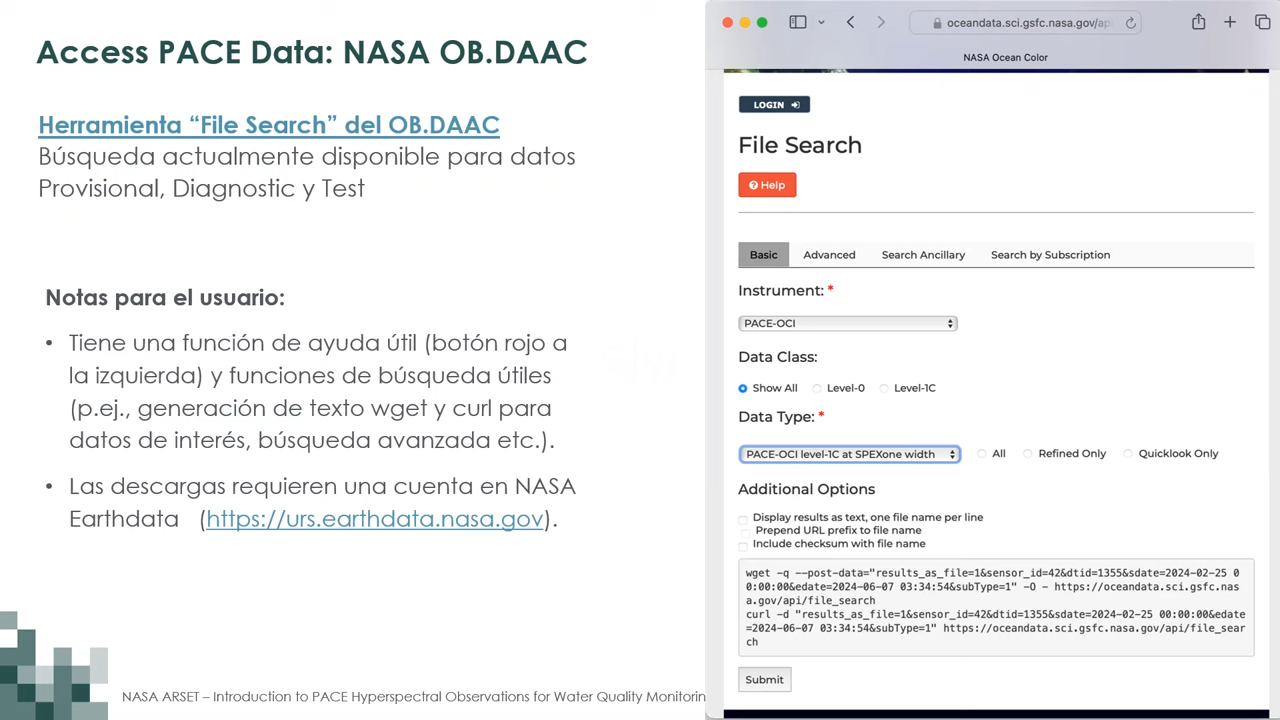 Access PACE Data: NASA OB.DAAC
Herramienta “File Search” del OB.DAAC
Búsqueda actualmente disponible para datos
Provisional, Diagnostic y Test
Notas para el usuario:
• Tiene una función de ayuda útil (botón rojo a
la izquierda) y funciones de búsqueda útiles
(p.ej., generación de texto wget y curl para
datos de interés, búsqueda avanzada etc.).
• Las descargas requieren una cuenta en NASA
Earthdata (https://urs.earthdata.nasa.gov).
NASA ARSET – Introduction to PACE Hyperspectral Observations for Water Quality Monitorin
oceandata.sci.gsfc.nasa.gov/api
NASA Ocean Color
LOGIN
File Search
Help
Basic Advanced Search Ancillary Search by Subscription
Instrument: *
PACE-OCI
Data Class:
Show All Level-0 Level-1C
Data Type: *
PACE-OCI level-1C at SPEXone width All Refined Only Quicklook Only
Additional Options
Display results as text, one file name per line
Prepend URL prefix to file name
Include checksum with file name
wget -q --post-data="results_as_file=1&sensor_id=42&dtid=1355&sdate=2024-02-25 0
0:00:00&edate=2024-06-07 03:34:54&subType=1" -O - https://oceandata.sci.gsfc.nas
a.gov/api/file_search
curl -d "results_as_file=1&sensor_id=42&dtid=1355&sdate=2024-02-25 00:00:00&edate
=2024-06-07 03:34:54&subType=1" https://oceandata.sci.gsfc.nasa.gov/api/file_sear
ch
Submit